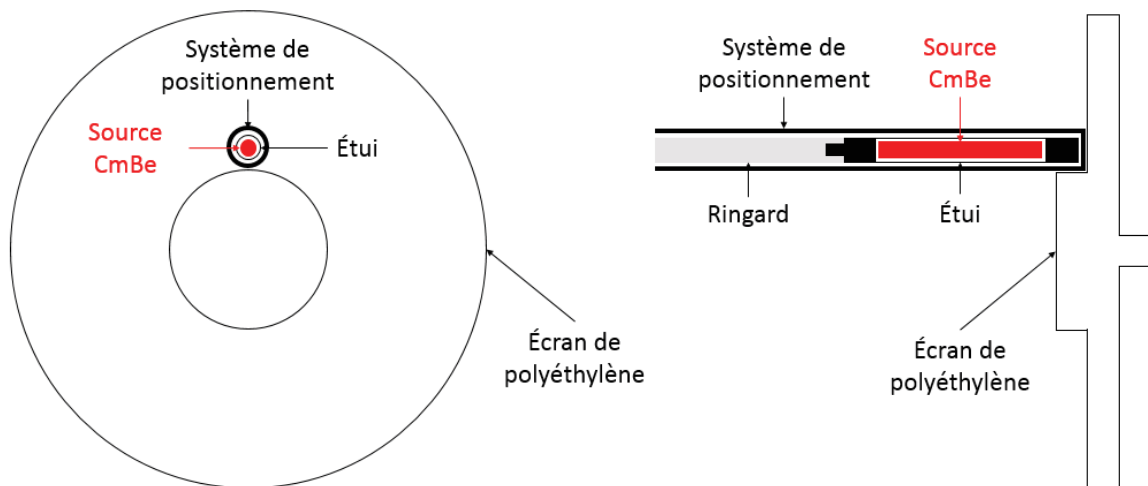 Système de
positionnement
Source
CmBe
Étui
Écran de
polyéthylène
Système de
positionnement
Source
CmBe
Ringard
Étui
Écran de
polyéthylène